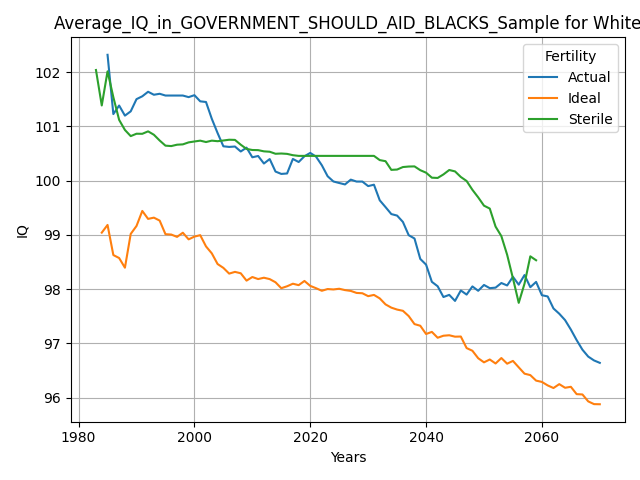 Average_IQ_in_GOVERNMENT_SHOULD_AID_BLACKS_Sample for White
Fertility
Actual
Ideal
Sterile
102
101
100
99
98
97
96
IQ
1980
2000
2020
2040
2060
Years